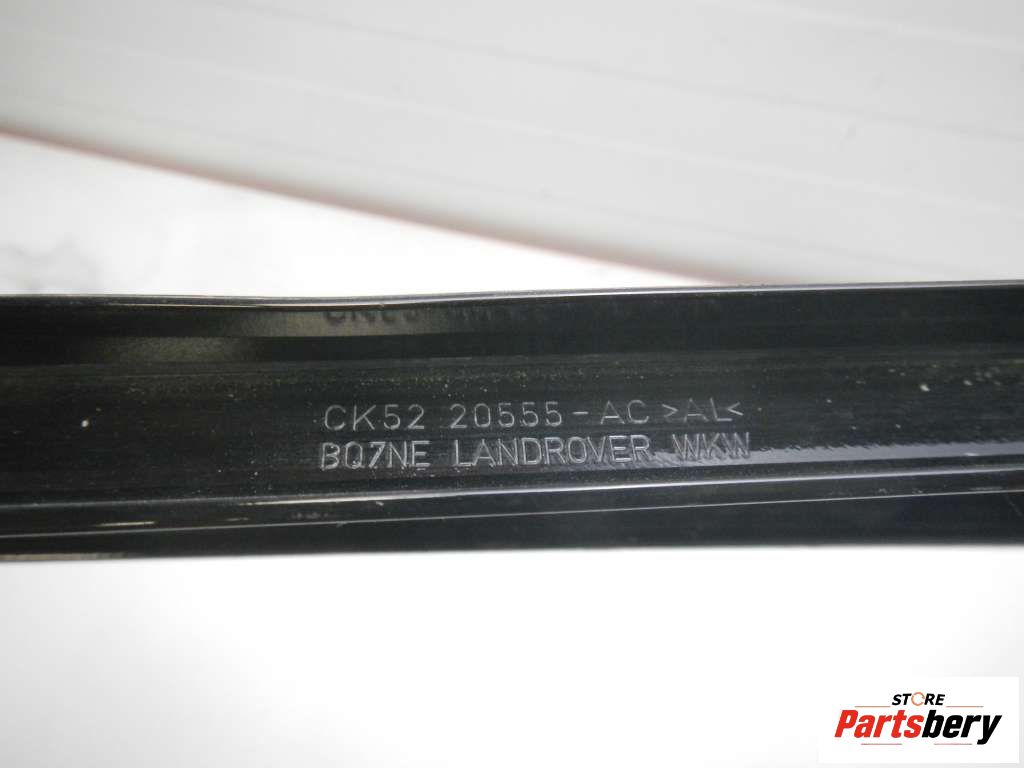 CK52 20555-AC >AL<
BQ7NE LANDROVER WKW
STORE
Partsbery